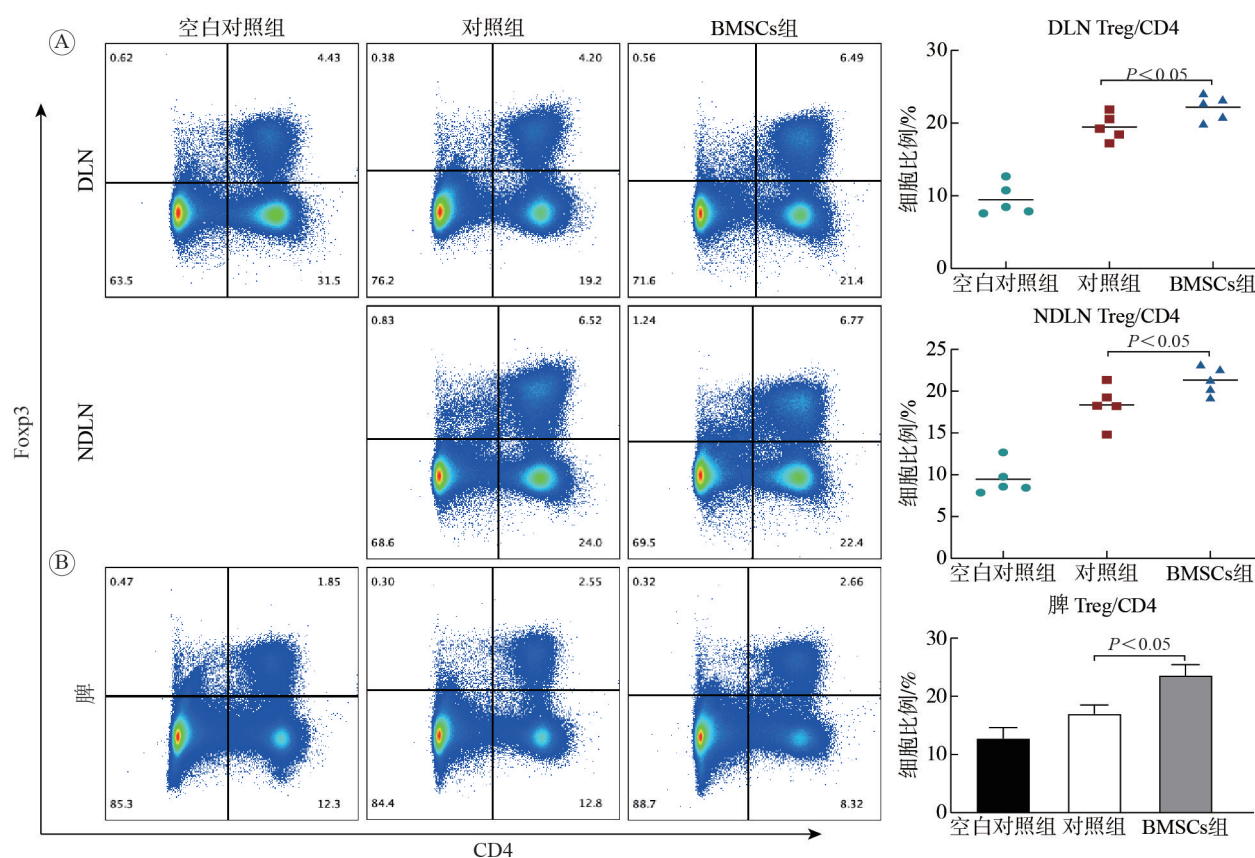 A
空白对照组
对照组
BMSCs组
DLN Treg/CD4
0.62
4.43
0.38
4.20
0.56
6.49
DLN
63.5
31.5
76.2
19.2
71.6
21.4
30
20
10
0
细胞比例/%
P<0.05
空白对照组
对照组
BMSCs组
NDLN Treg/CD4
Foxp3
NDLN
0.83
6.52
1.24
6.77
68.6
24.0
69.5
22.4
25
20
15
10
5
0
细胞比例/%
P<0.05
空白对照组
对照组
BMSCs组
B
脾 Treg/CD4
脾
0.47
1.85
0.30
2.55
0.32
2.66
85.3
12.3
84.4
12.8
88.7
8.32
30
20
10
0
细胞比例/%
P<0.05
空白对照组
对照组
BMSCs组
CD4